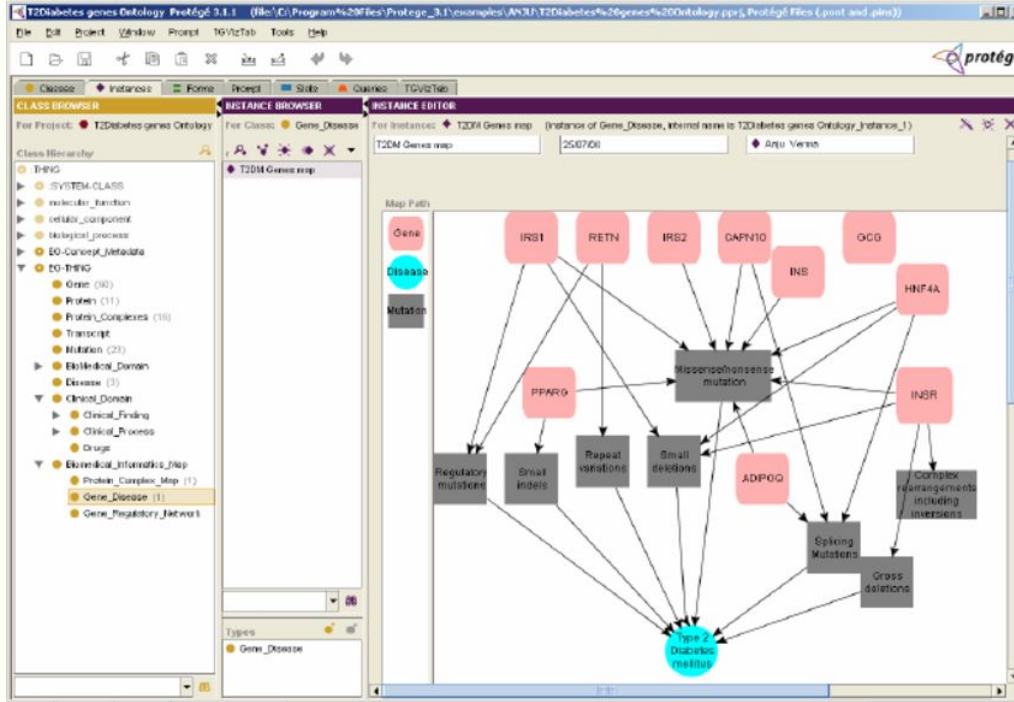 T2Diabetes genes Ontology Protégé 3.1.1 (file:\C:\Program%20Files\Protege_3.1\examples\ANJU\T2Diabetes%20genes%20Ontology.pprj, Protégé Files (.pont and .pins))
File Edit Project Window Prompt TGVizTab Tools Help
protég
Classes Instances Forms Prompt Slots Queries TGVizTab
CLASS BROWSER
For Project: T2Diabetes genes Ontology
Class Hierarchy
:THING
:SYSTEM-CLASS
molecular_function
cellular_component
biological_process
EO-Concept_Metadata
EO-THING
Gene (90)
Protein (11)
Protein_Complexes (16)
Transcript
Mutation (23)
BioMedical_Domain
Disease (3)
Clinical_Domain
Clinical_Finding
Clinical_Process
Drugs
Biomedical_Informatics_Map
Protein_Complex_Map (1)
Gene_Disease (1)
Gene_Regulatory_Network
INSTANCE BROWSER
For Class: Gene_Disease
T2DM Genes map
Types
Gene_Disease
INSTANCE EDITOR
For Instance: T2DM Genes map (instance of Gene_Disease, internal name is T2Diabetes genes Ontology_Instance_1)
T2DM Genes map 25/07/06 Anju Verma
Map Path
Gene
Disease
Mutation
IRS1 RETN IRS2 CAPN10 GCG
INS
HNF4A
Missense/nonsense
mutation
PPARG
INSR
Regulatory
mutations
Small
indels
Repeat
variations
Small
deletions
ADIPOQ
Complex
rearrangements
including
inversions
Splicing
Mutations
Gross
deletions
Type 2
Diabetes
mellitus